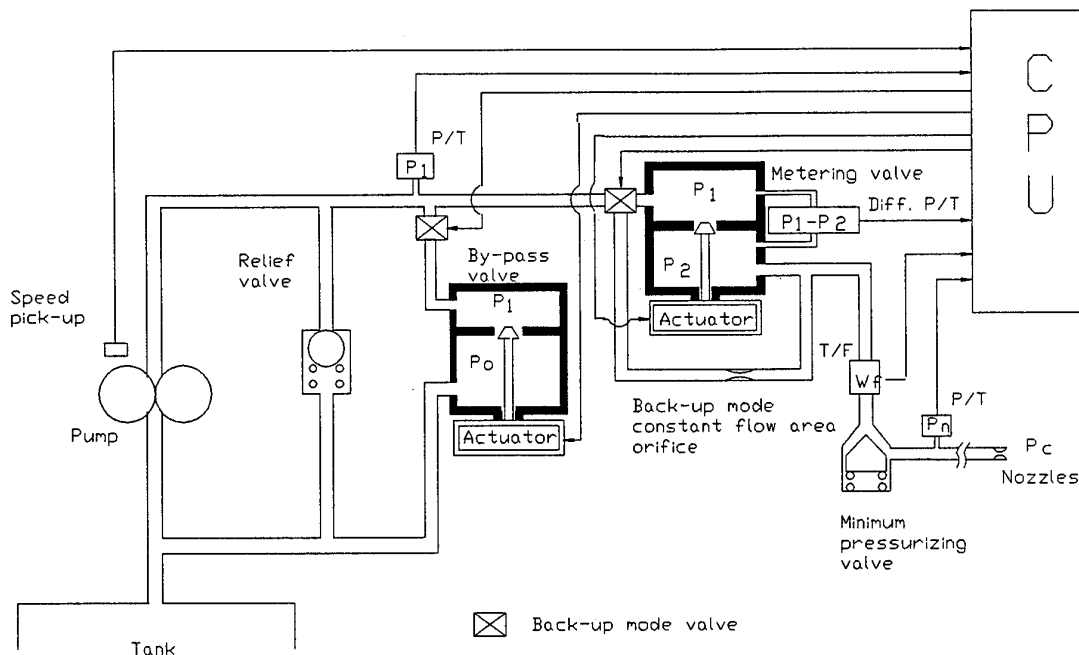 C
P
U
P/T
P1
Metering valve
P1
P1-P2
Diff. P/T
P2
Actuator
Relief
valve
By-pass
valve
P1
Po
Actuator
Speed
pick-up
Pump
T/F
Wf
Back-up mode
constant flow area
orifice
P/T
Pn
Pc
Nozzles
Minimum
pressurizing
valve
Back-up mode valve
Tank